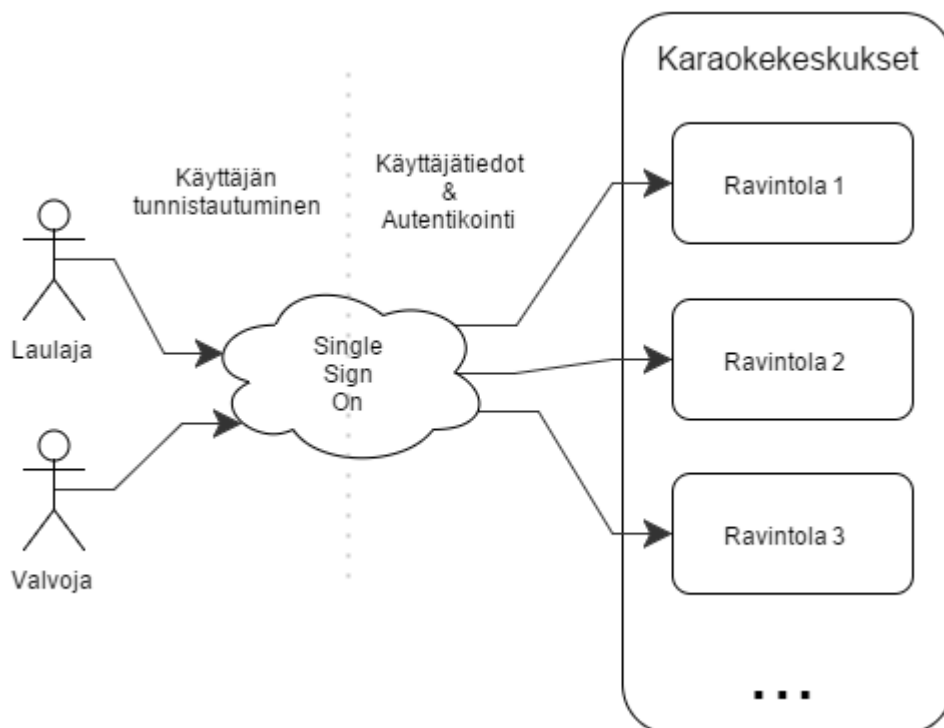 Karaokekeskukset
Käyttäjän
tunnistautuminen
Käyttäjätiedot
&
Autentikointi
Ravintola 1
Laulaja
Single
Sign
On
Ravintola 2
Valvoja
Ravintola 3
...